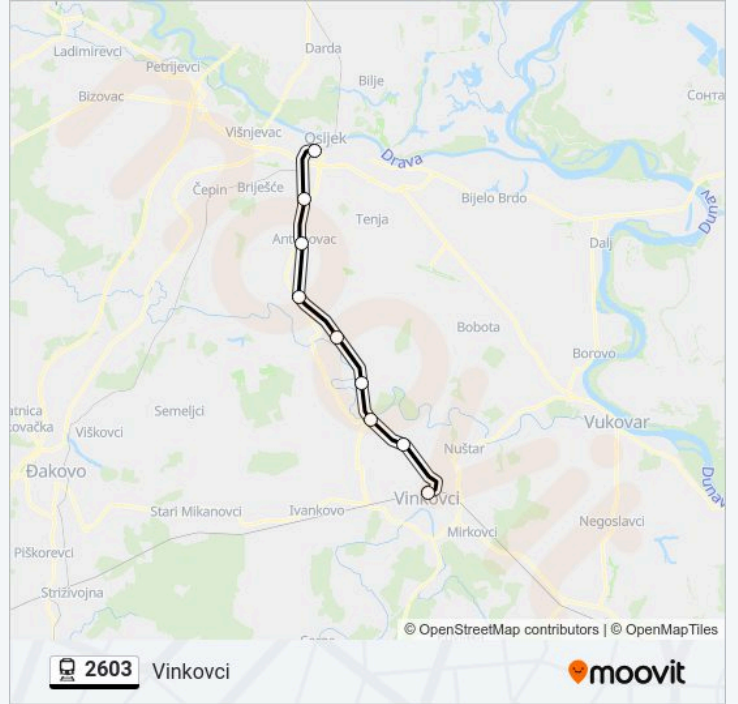 Ladimirevci
Darda
Petrijevci
Bilje
Bizovac
Сонта
Višnjevac
Osijek
Drava
Čepin
Briješće
Bijelo Brdo
Dunav
Tenja
Antunovac
Dalj
Bobota
Borovo
Semeljci
Vukovar
Viškovci
Nuštar
Đakovo
Dunav
Vinkovci
Stari Mikanovci
Ivankovo
Negoslavci
Mirkovci
Piškorevci
Strizivojna
© OpenStreetMap contributors | © OpenMapTiles
2603 Vinkovci
moovit